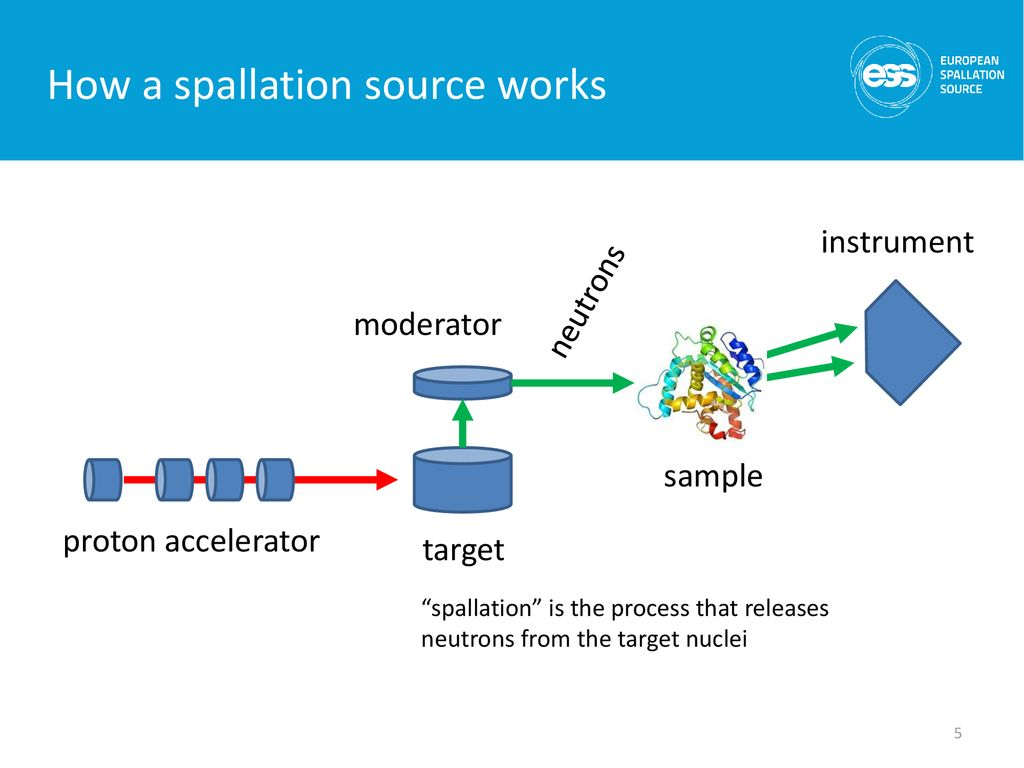 How a spallation source works
ess
EUROPEAN
SPALLATION
SOURCE
instrument
neutrons
moderator
sample
proton accelerator
target
“spallation” is the process that releases
neutrons from the target nuclei
5